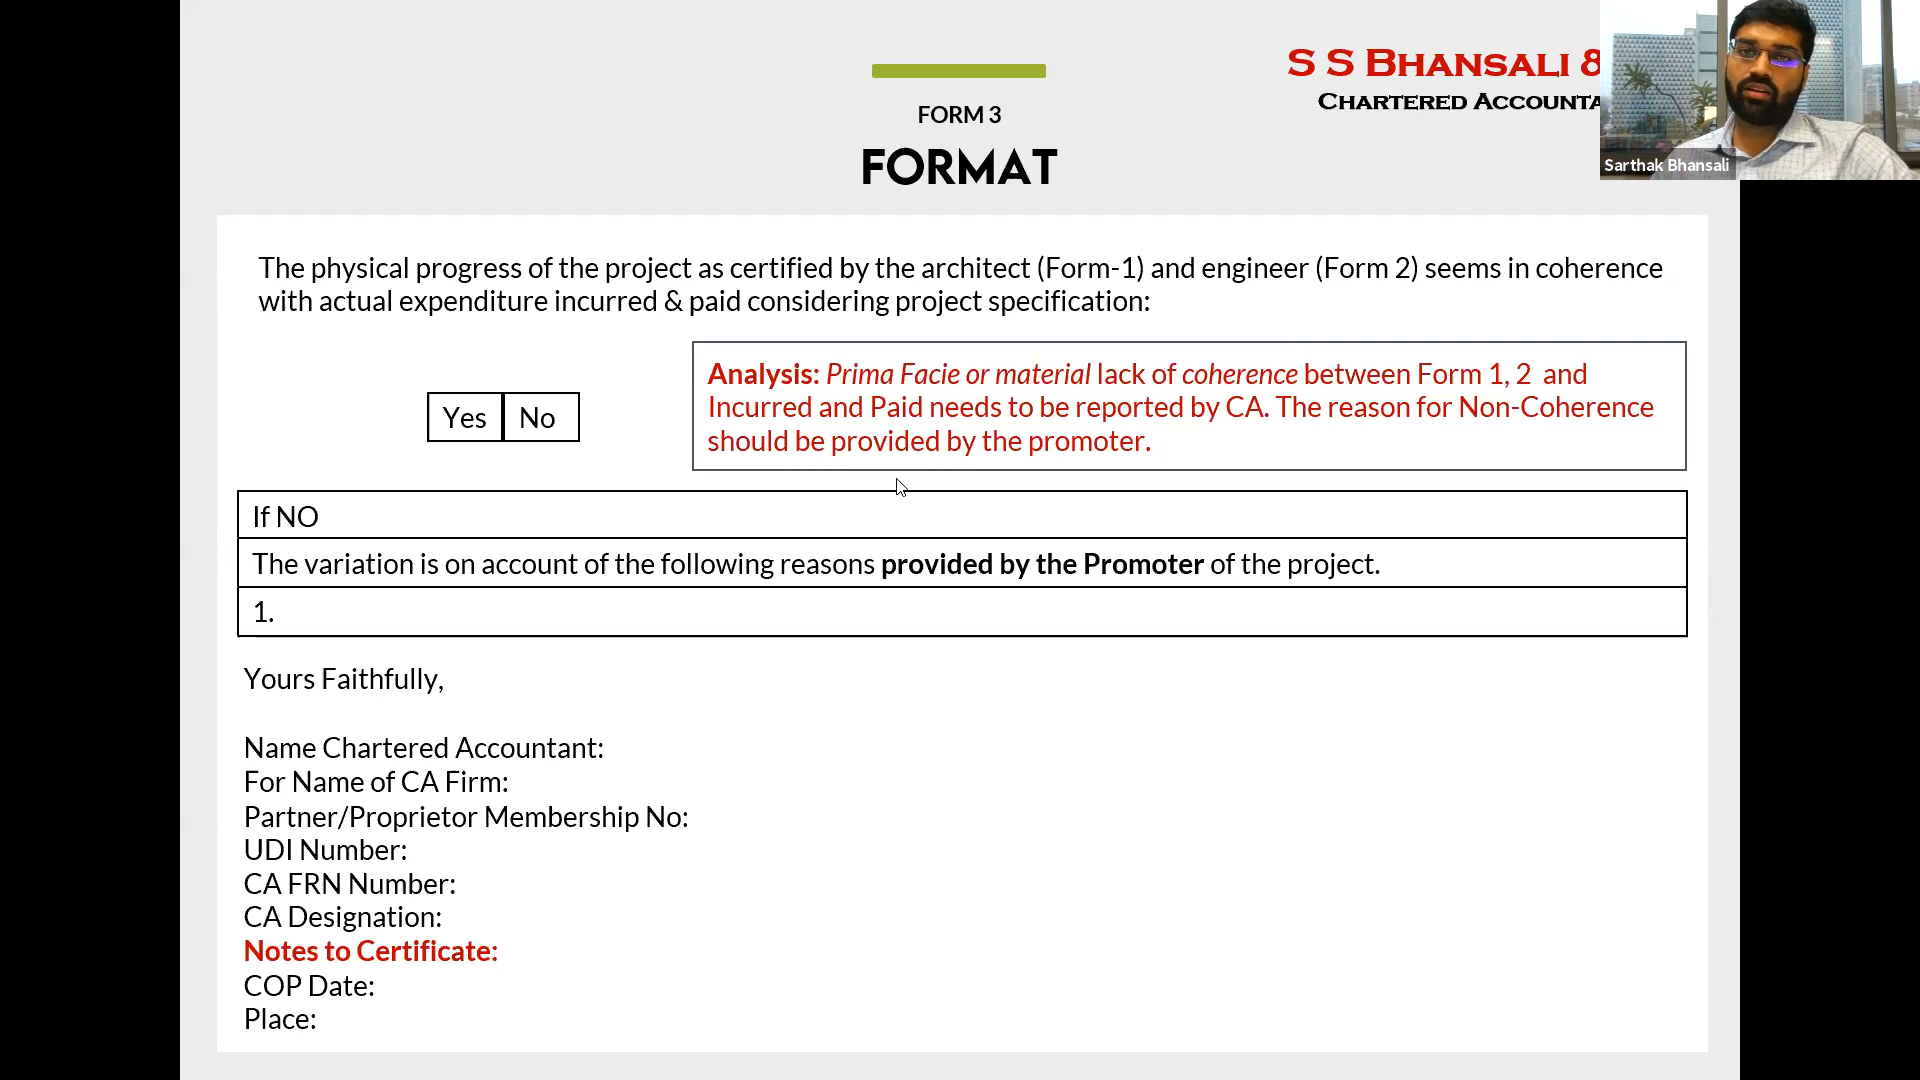 S S BHANSALI &
CHARTERED ACCOUNTA
Sarthak Bhansali
FORM 3
FORMAT
The physical progress of the project as certified by the architect (Form-1) and engineer (Form 2) seems in coherence
with actual expenditure incurred & paid considering project specification:
Yes No
Analysis: Prima Facie or material lack of coherence between Form 1, 2 and
Incurred and Paid needs to be reported by CA. The reason for Non-Coherence
should be provided by the promoter.
If NO
The variation is on account of the following reasons provided by the Promoter of the project.
1.
Yours Faithfully,
Name Chartered Accountant:
For Name of CA Firm:
Partner/Proprietor Membership No:
UDI Number:
CA FRN Number:
CA Designation:
Notes to Certificate:
COP Date:
Place: